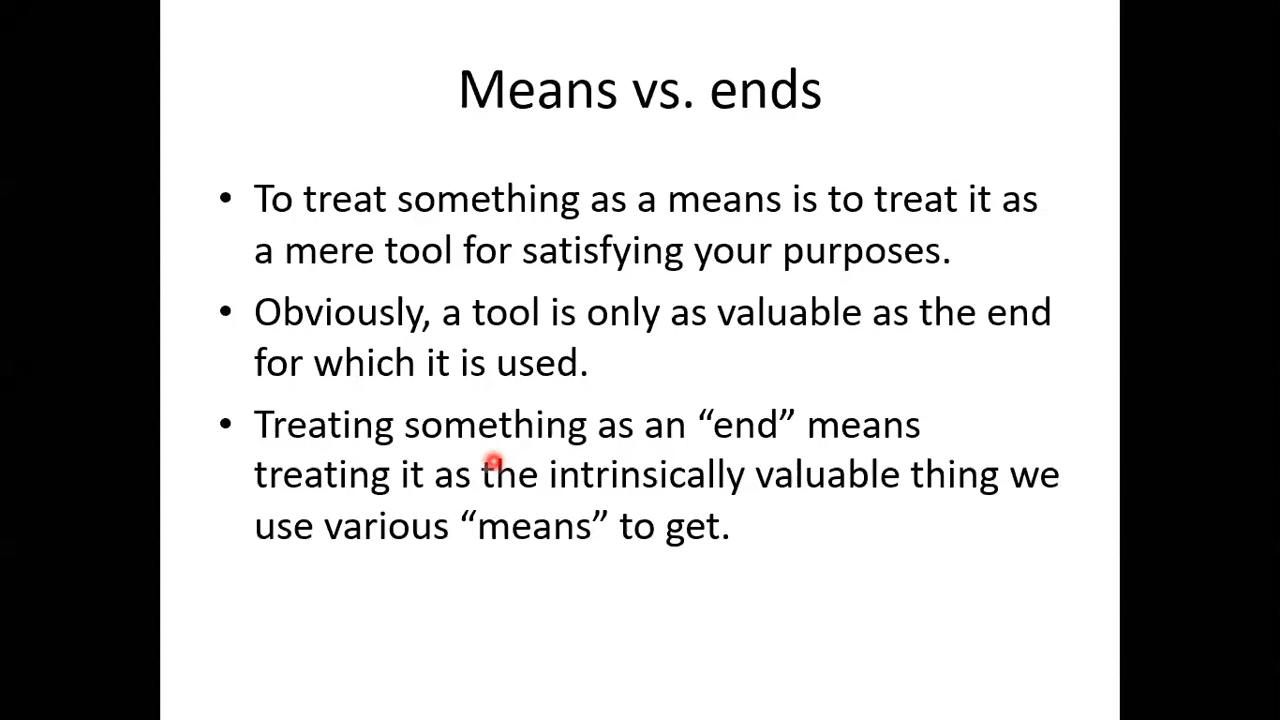 Means vs. ends
• To treat something as a means is to treat it as
a mere tool for satisfying your purposes.
• Obviously, a tool is only as valuable as the end
for which it is used.
• Treating something as an “end” means
treating it as the intrinsically valuable thing we
use various “means” to get.